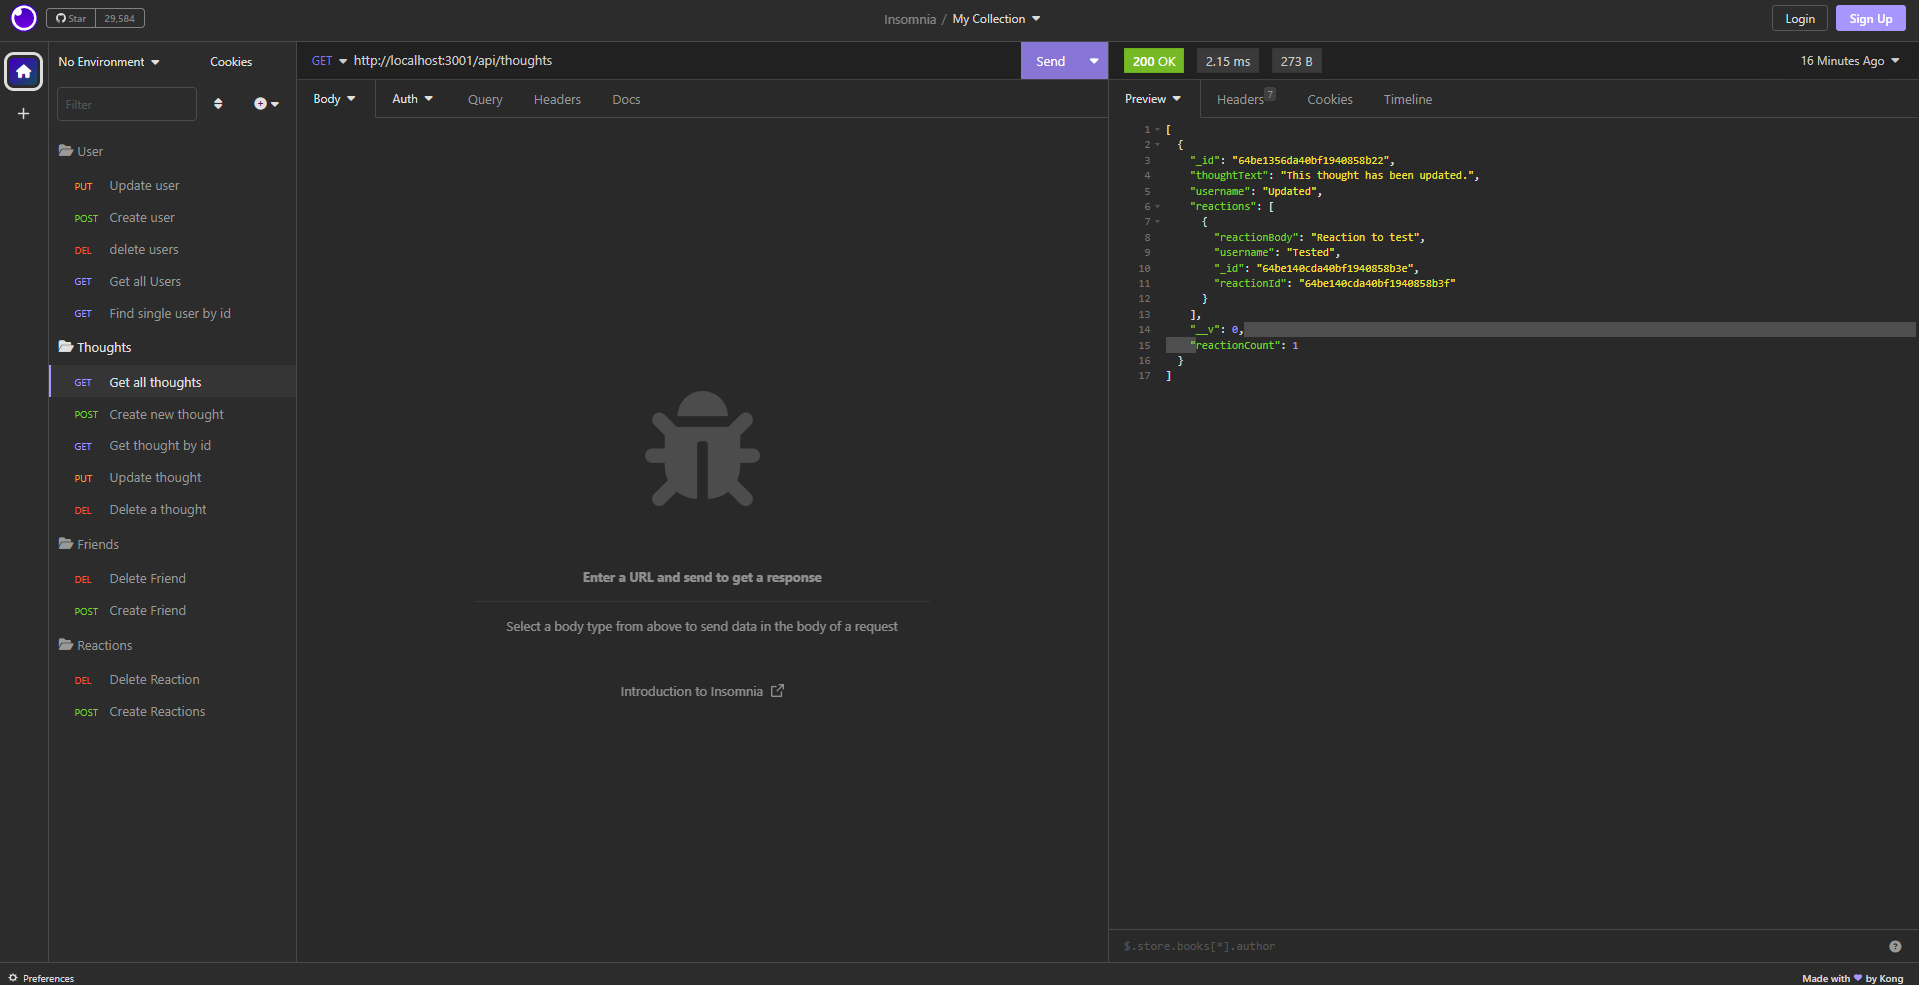 Star 29,584
Insomnia / My Collection
Login
Sign Up
No Environment
Cookies
Filter
User
PUT Update user
POST Create user
DEL delete users
GET Get all Users
GET Find single user by id
Thoughts
GET Get all thoughts
POST Create new thought
GET Get thought by id
PUT Update thought
DEL Delete a thought
Friends
DEL Delete Friend
POST Create Friend
Reactions
DEL Delete Reaction
POST Create Reactions
Preferences
GET http://localhost:3001/api/thoughts
Send
Body Auth Query Headers Docs
Enter a URL and send to get a response
Select a body type from above to send data in the body of a request
Introduction to Insomnia
200 OK 2.15 ms 273 B 16 Minutes Ago
Preview Headers 7 Cookies Timeline
1 [
2 {
3 "_id": "64be1356da40bf1940858b22",
4 "thoughtText": "This thought has been updated.",
5 "username": "Updated",
6 "reactions": [
7 {
8 "reactionBody": "Reaction to test",
9 "username": "Tested",
10 "_id": "64be140cda40bf1940858b3e",
11 "reactionId": "64be140cda40bf1940858b3f"
12 }
13 ],
14 "__v": 0,
15 "reactionCount": 1
16 }
17 ]
$.store.books[*].author
?
Made with ❤ by Kong